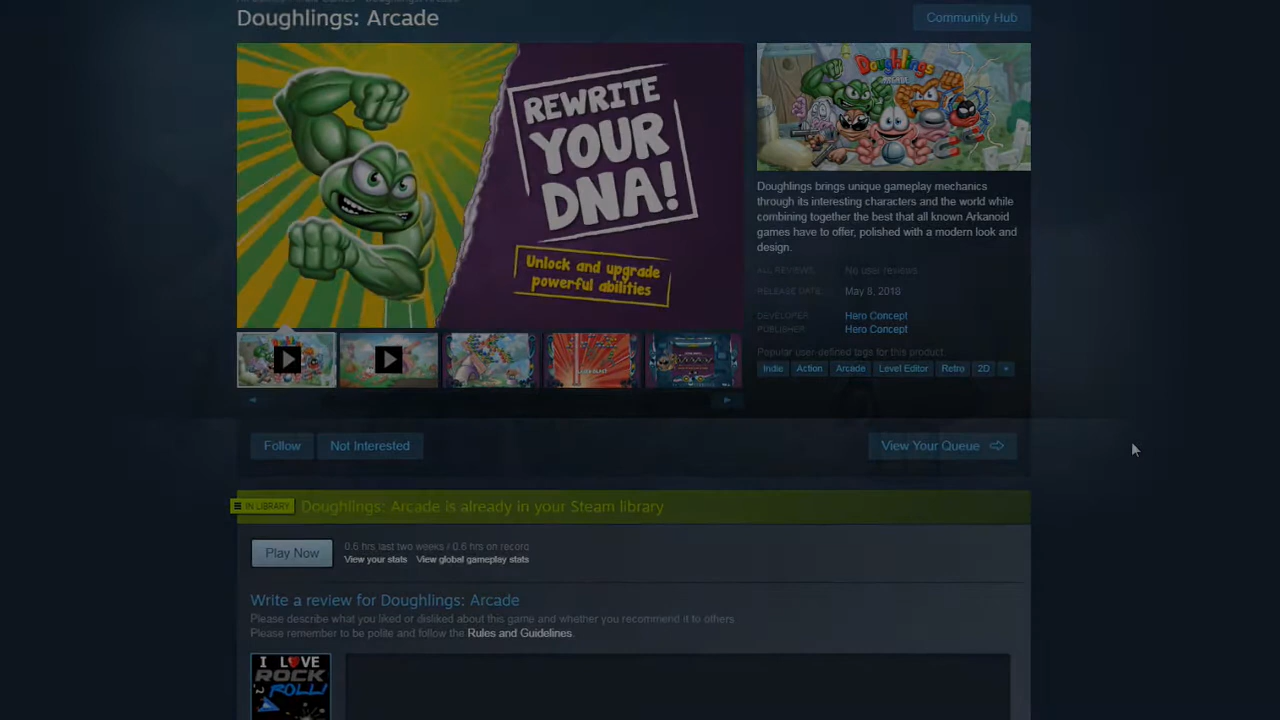 Doughlings: Arcade
Community Hub
REWRITE
YOUR
DNA!
Unlock and upgrade
powerful abilities
Doughlings
ARCADE
Doughlings brings unique gameplay mechanics
through its interesting characters and the world while
combining together the best that all known Arkanoid
games have to offer, polished with a modern look and
design.
ALL REVIEWS: No user reviews
RELEASE DATE: May 8, 2018
DEVELOPER: Hero Concept
PUBLISHER: Hero Concept
Popular user-defined tags for this product:
Indie Action Arcade Level Editor Retro 2D +
Follow Not Interested View Your Queue
IN LIBRARY Doughlings: Arcade is already in your Steam library
Play Now
0.6 hrs last two weeks / 0.6 hrs on record
View your stats View global gameplay stats
Write a review for Doughlings: Arcade
Please describe what you liked or disliked about this game and whether you recommend it to others.
Please remember to be polite and follow the Rules and Guidelines.
I LOVE
ROCK
ROLL!